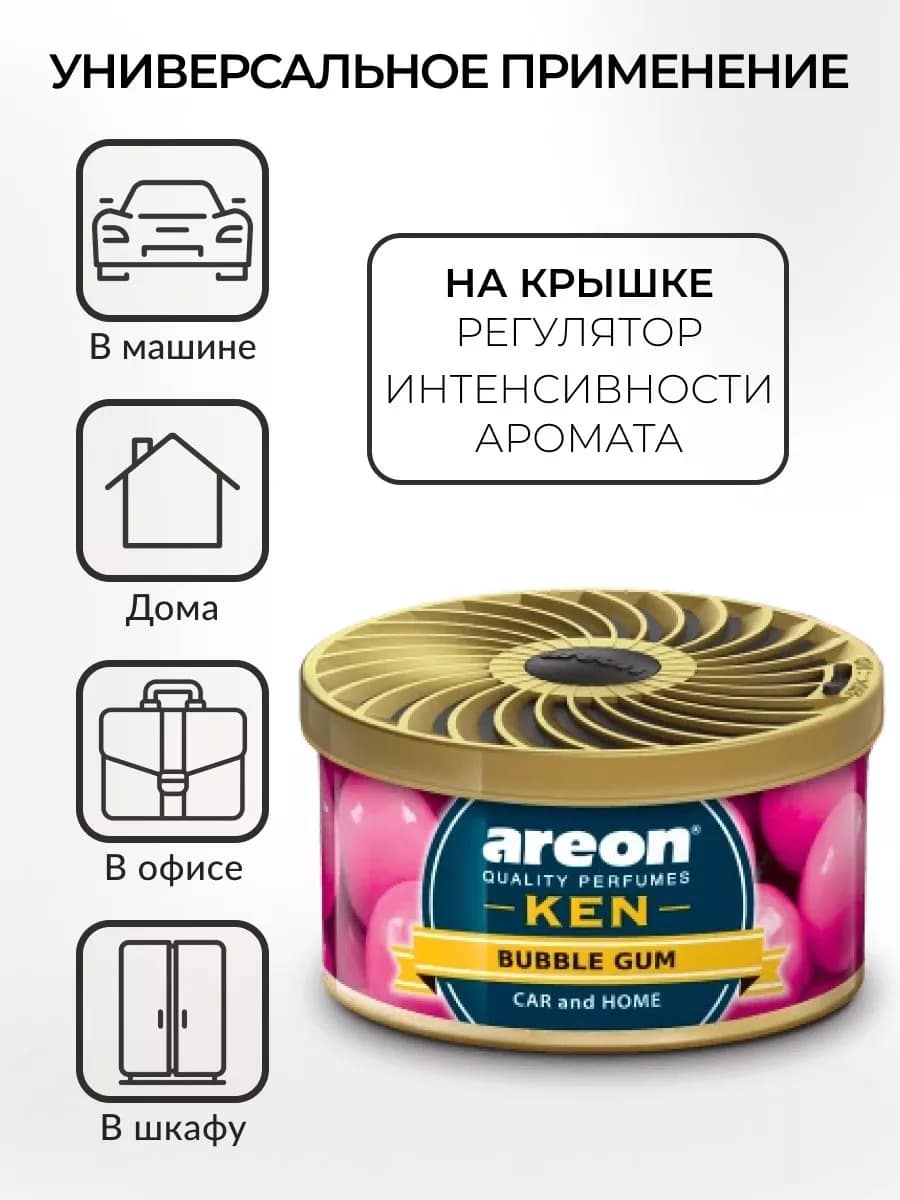 УНИВЕРСАЛЬНОЕ ПРИМЕНЕНИЕ
В машине
НА КРЫШКЕ
РЕГУЛЯТОР
ИНТЕНСИВНОСТИ
АРОМАТА
Дома
В офисе
В шкафу
areon
areon®
QUALITY PERFUMES
KEN
BUBBLE GUM
CAR and HOME